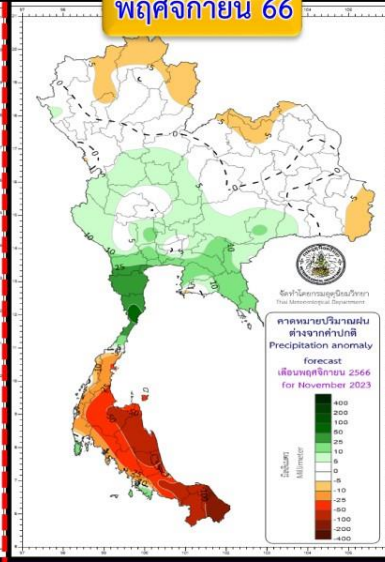 พฤศจิกายน 66
จัดทำโดยกรมอุตุนิยมวิทยา
Thai Meteorological Department
คาดหมายปริมาณฝน
ต่างจากค่าปกติ
Precipitation anomaly
forecast
เดือนพฤศจิกายน 2566
for November 2023
มิลลิเมตร
Millimeter
400
200
100
50
25
10
5
0
-5
-10
-25
-50
-100
-200
-400